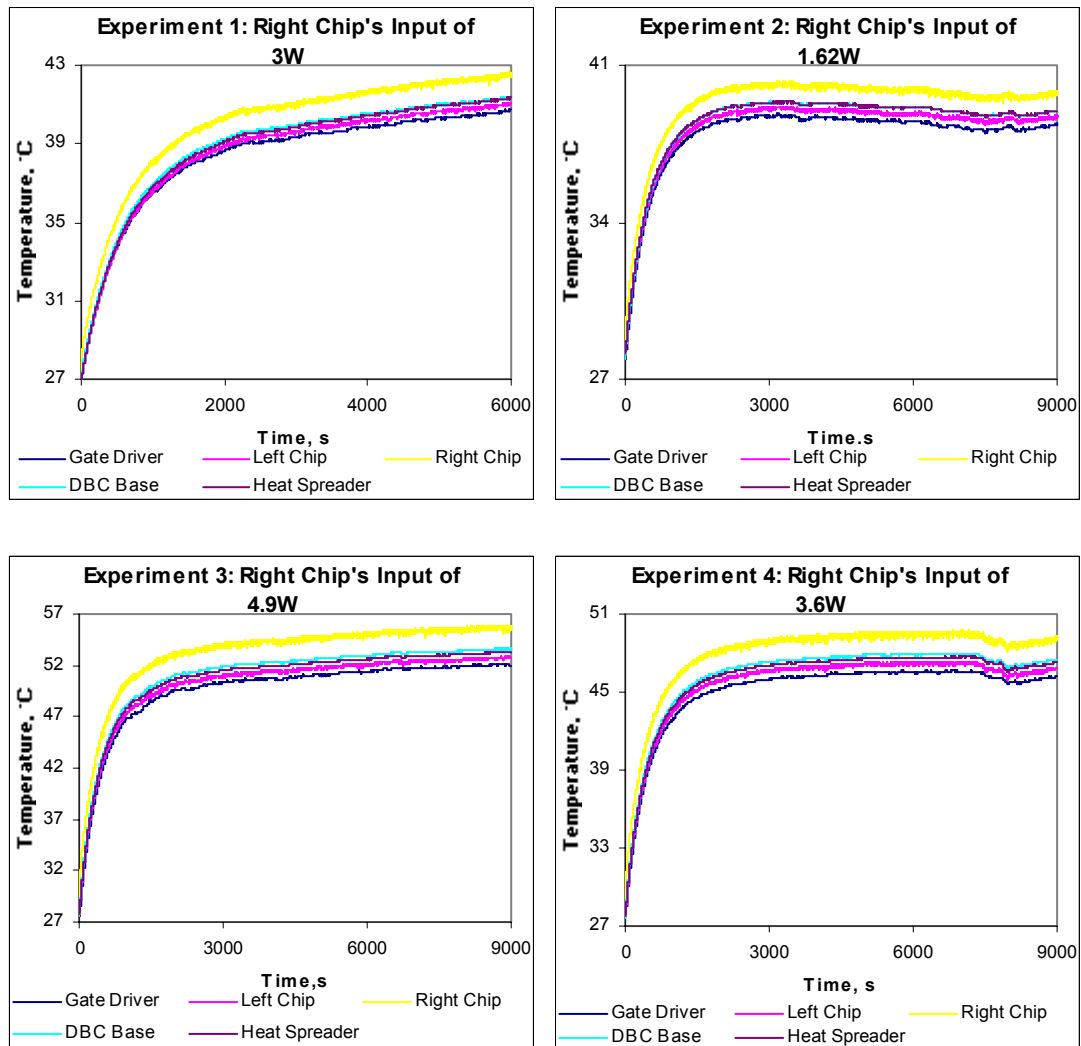 Experiment 1: Right Chip's Input of
3W
43
39
35
31
27
Temperature, °C
0 2000 4000 6000
Time, s
Gate Driver Left Chip Right Chip
DBC Base Heat Spreader
Experiment 2: Right Chip's Input of
1.62W
41
34
27
Temperature, °C
0 3000 6000 9000
Time.s
Gate Driver Left Chip Right Chip
DBC Base Heat Spreader
Experiment 3: Right Chip's Input of
4.9W
57
52
47
42
37
32
27
Temperature, °C
0 3000 6000 9000
Time,s
Gate Driver Left Chip Right Chip
DBC Base Heat Spreader
Experiment 4: Right Chip's Input of
3.6W
51
45
39
33
27
Temperature, °C
0 3000 6000 9000
Time, s
Gate Driver Left Chip Right Chip
DBC Base Heat Spreader